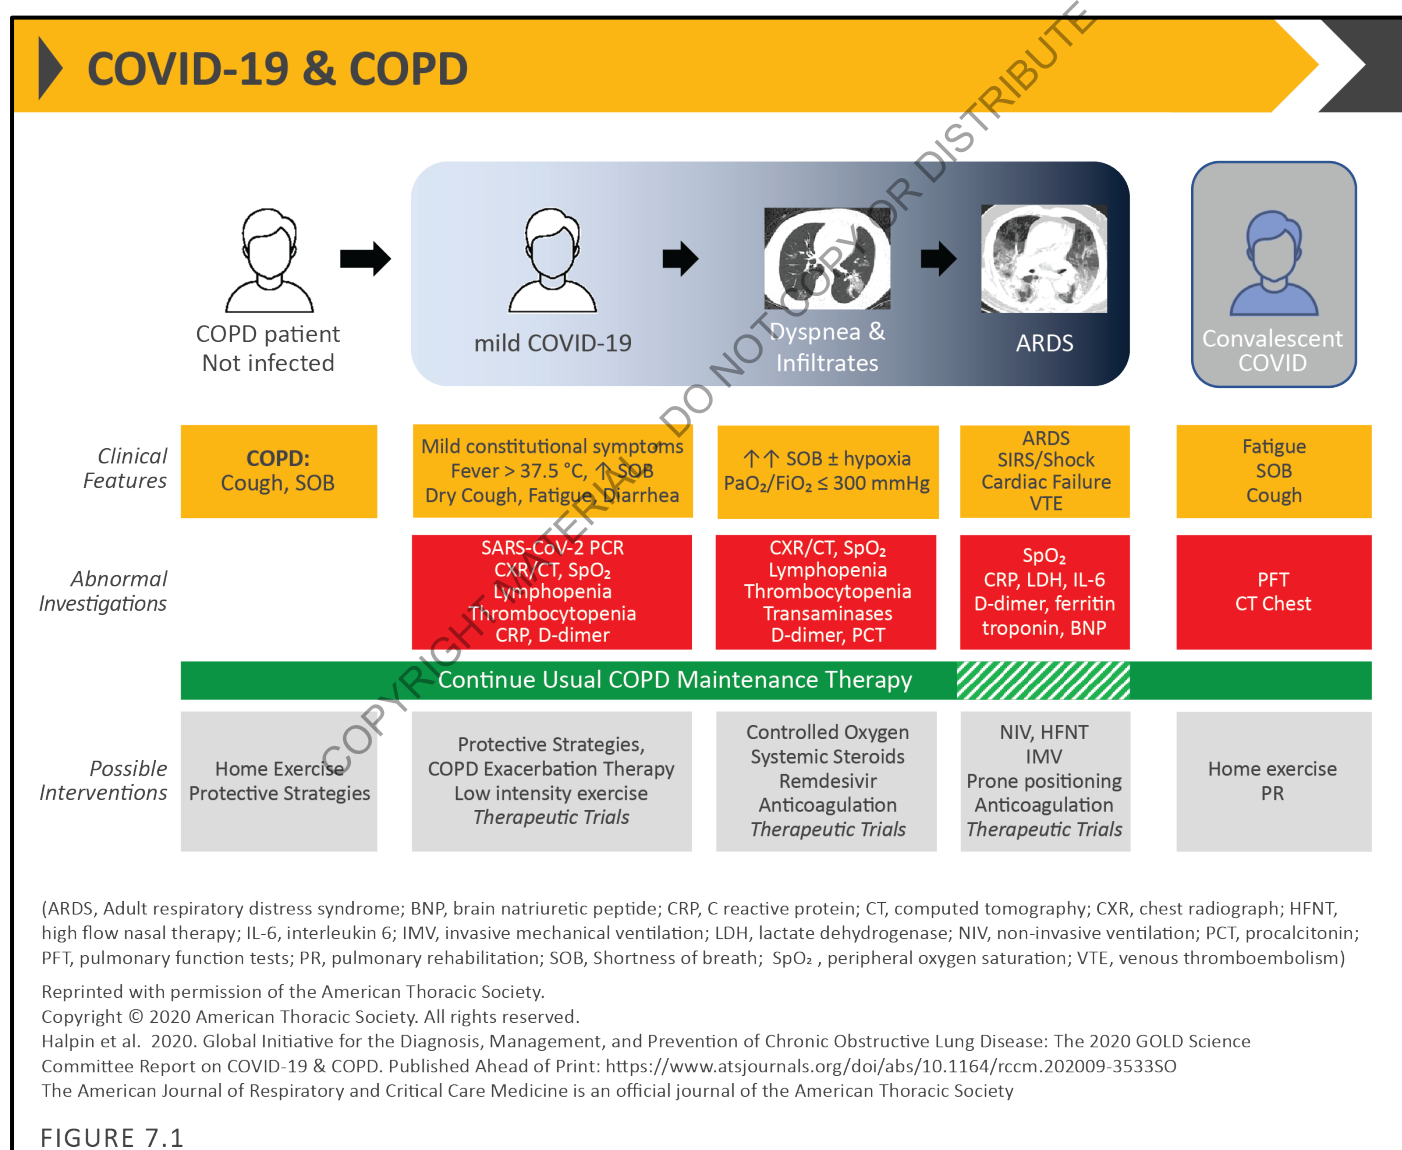 COVID-19 & COPD
COPD patient
Not infected
mild COVID-19
Dyspnea &
Infiltrates
ARDS
Convalescent
COVID
Clinical
Features
COPD:
Cough, SOB
Mild constitutional symptoms
Fever > 37.5 °C, ↑ SOB
Dry Cough, Fatigue, Diarrhea
↑↑ SOB ± hypoxia
PaO₂/FiO₂ ≤ 300 mmHg
ARDS
SIRS/Shock
Cardiac Failure
VTE
Fatigue
SOB
Cough
Abnormal
Investigations
SARS-CoV-2 PCR
CXR/CT, SpO₂
Lymphopenia
Thrombocytopenia
CRP, D-dimer
CXR/CT, SpO₂
Lymphopenia
Thrombocytopenia
Transaminases
D-dimer, PCT
SpO₂
CRP, LDH, IL-6
D-dimer, ferritin
troponin, BNP
PFT
CT Chest
Continue Usual COPD Maintenance Therapy
Possible
Interventions
Home Exercise
Protective Strategies
Protective Strategies,
COPD Exacerbation Therapy
Low intensity exercise
Therapeutic Trials
Controlled Oxygen
Systemic Steroids
Remdesivir
Anticoagulation
Therapeutic Trials
NIV, HFNT
IMV
Prone positioning
Anticoagulation
Therapeutic Trials
Home exercise
PR
COPYRIGHT MATERIAL - DO NOT COPY OR DISTRIBUTE
(ARDS, Adult respiratory distress syndrome; BNP, brain natriuretic peptide; CRP, C reactive protein; CT, computed tomography; CXR, chest radiograph; HFNT,
high flow nasal therapy; IL-6, interleukin 6; IMV, invasive mechanical ventilation; LDH, lactate dehydrogenase; NIV, non-invasive ventilation; PCT, procalcitonin;
PFT, pulmonary function tests; PR, pulmonary rehabilitation; SOB, Shortness of breath; SpO₂ , peripheral oxygen saturation; VTE, venous thromboembolism)
Reprinted with permission of the American Thoracic Society.
Copyright © 2020 American Thoracic Society. All rights reserved.
Halpin et al. 2020. Global Initiative for the Diagnosis, Management, and Prevention of Chronic Obstructive Lung Disease: The 2020 GOLD Science
Committee Report on COVID-19 & COPD. Published Ahead of Print: https://www.atsjournals.org/doi/abs/10.1164/rccm.202009-3533SO
The American Journal of Respiratory and Critical Care Medicine is an official journal of the American Thoracic Society
FIGURE 7.1